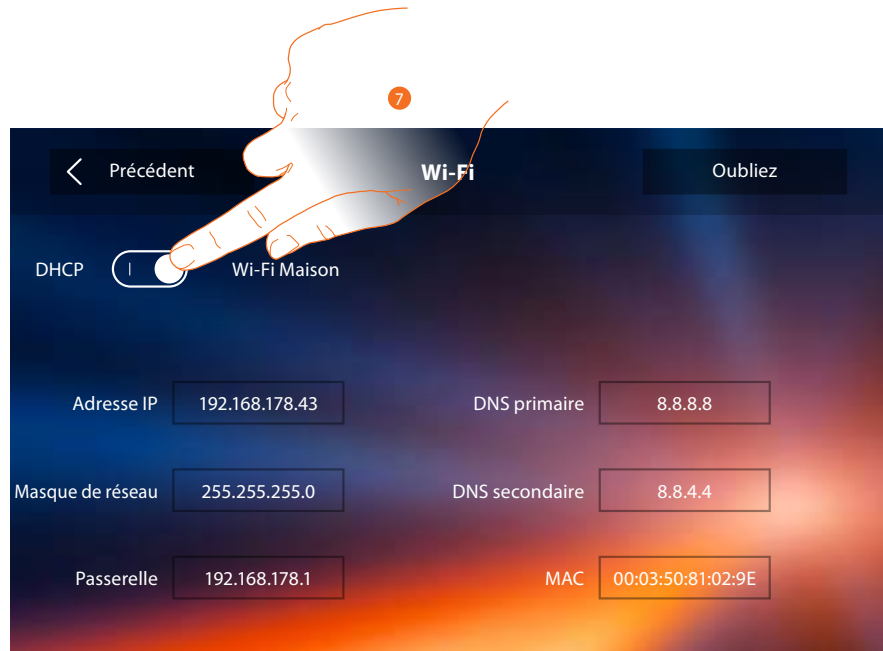 7
Précédent
Wi-Fi
Oubliez
DHCP
I
Wi-Fi Maison
Adresse IP
192.168.178.43
DNS primaire
8.8.8.8
Masque de réseau
255.255.255.0
DNS secondaire
8.8.4.4
Passerelle
192.168.178.1
MAC
00:03:50:81:02:9E